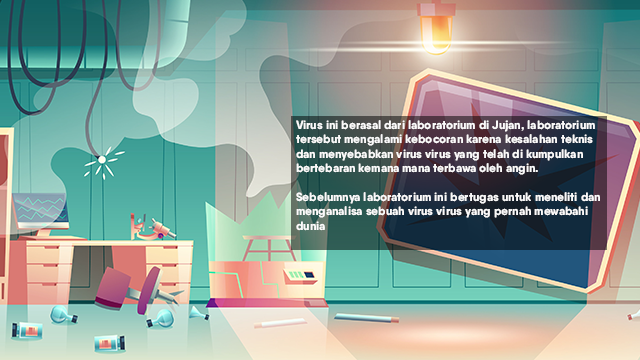 Virus ini berasal dari laboratorium di Jujan, laboratorium
tersebut mengalami kebocoran karena kesalahan teknis
dan menyebabkan virus virus yang telah di kumpulkan
bertebaran kemana mana terbawa oleh angin.
Sebelumnya laboratorium ini bertugas untuk meneliti dan
menganalisa sebuah virus virus yang pernah mewabahi
dunia